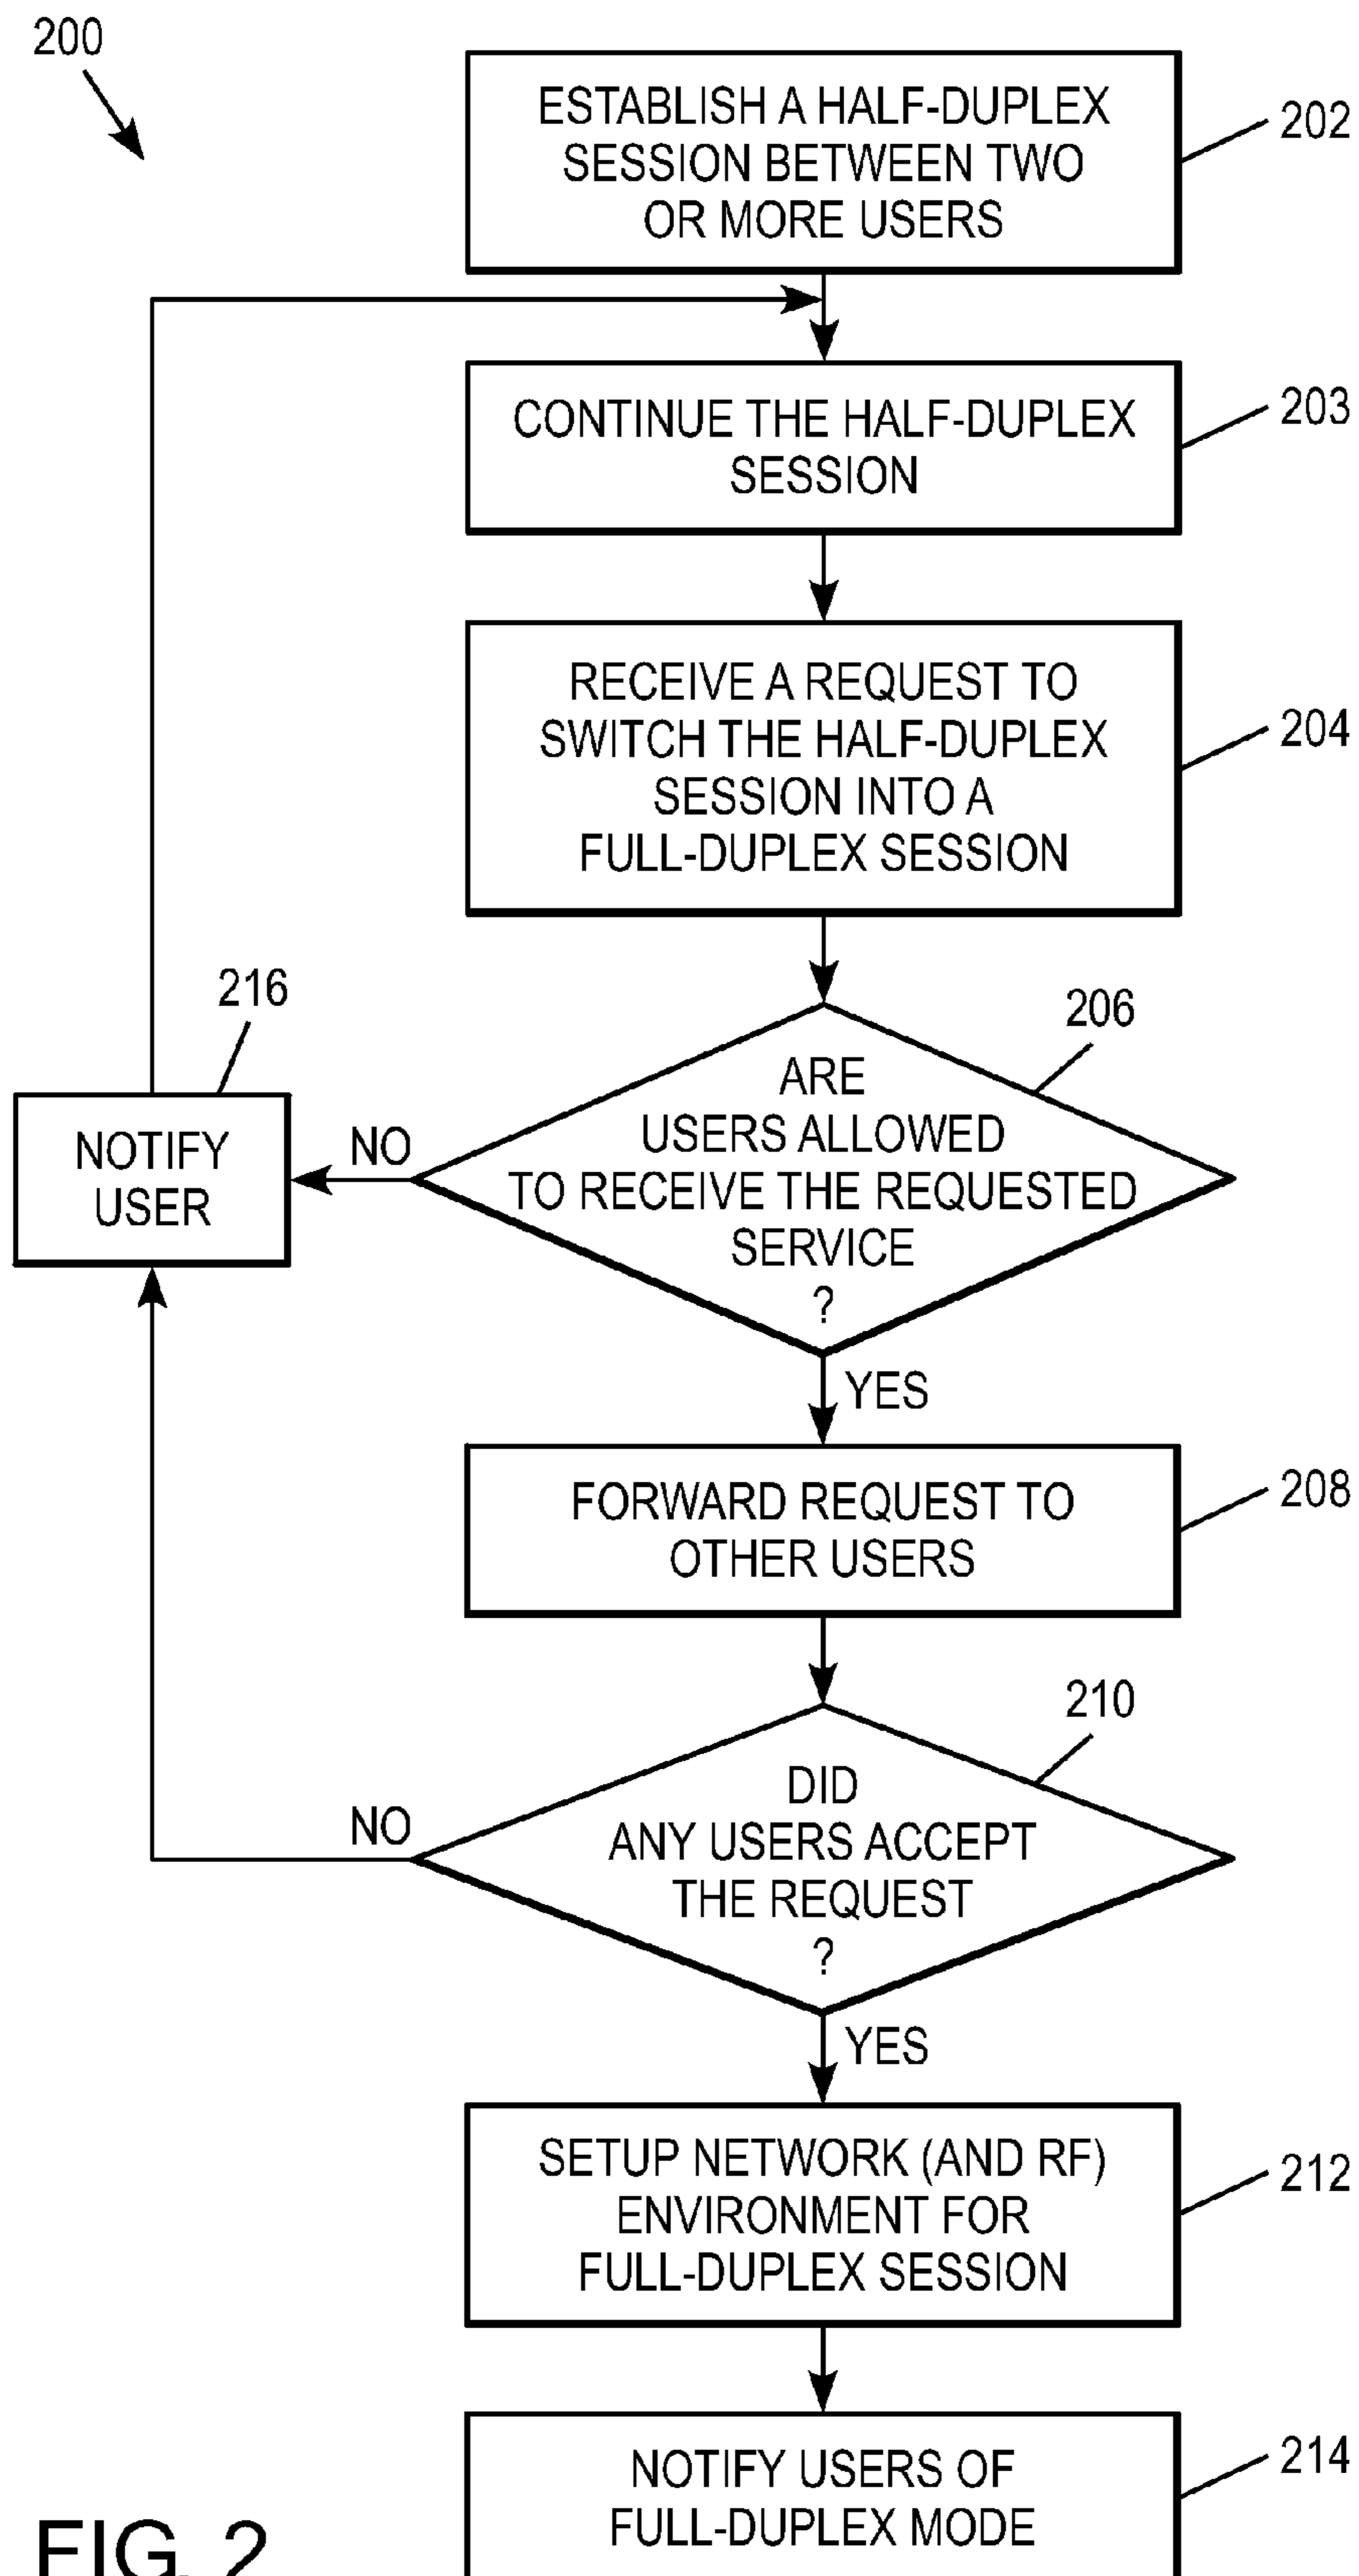 200
ESTABLISH A HALF-DUPLEX
SESSION BETWEEN TWO
OR MORE USERS
202
CONTINUE THE HALF-DUPLEX
SESSION
203
RECEIVE A REQUEST TO
SWITCH THE HALF-DUPLEX
SESSION INTO A
FULL-DUPLEX SESSION
204
216
NOTIFY
USER
NO
206
ARE
USERS ALLOWED
TO RECEIVE THE REQUESTED
SERVICE
?
YES
FORWARD REQUEST TO
OTHER USERS
208
210
NO
DID
ANY USERS ACCEPT
THE REQUEST
?
YES
SETUP NETWORK (AND RF)
ENVIRONMENT FOR
FULL-DUPLEX SESSION
212
NOTIFY USERS OF
FULL-DUPLEX MODE
214
FIG. 2